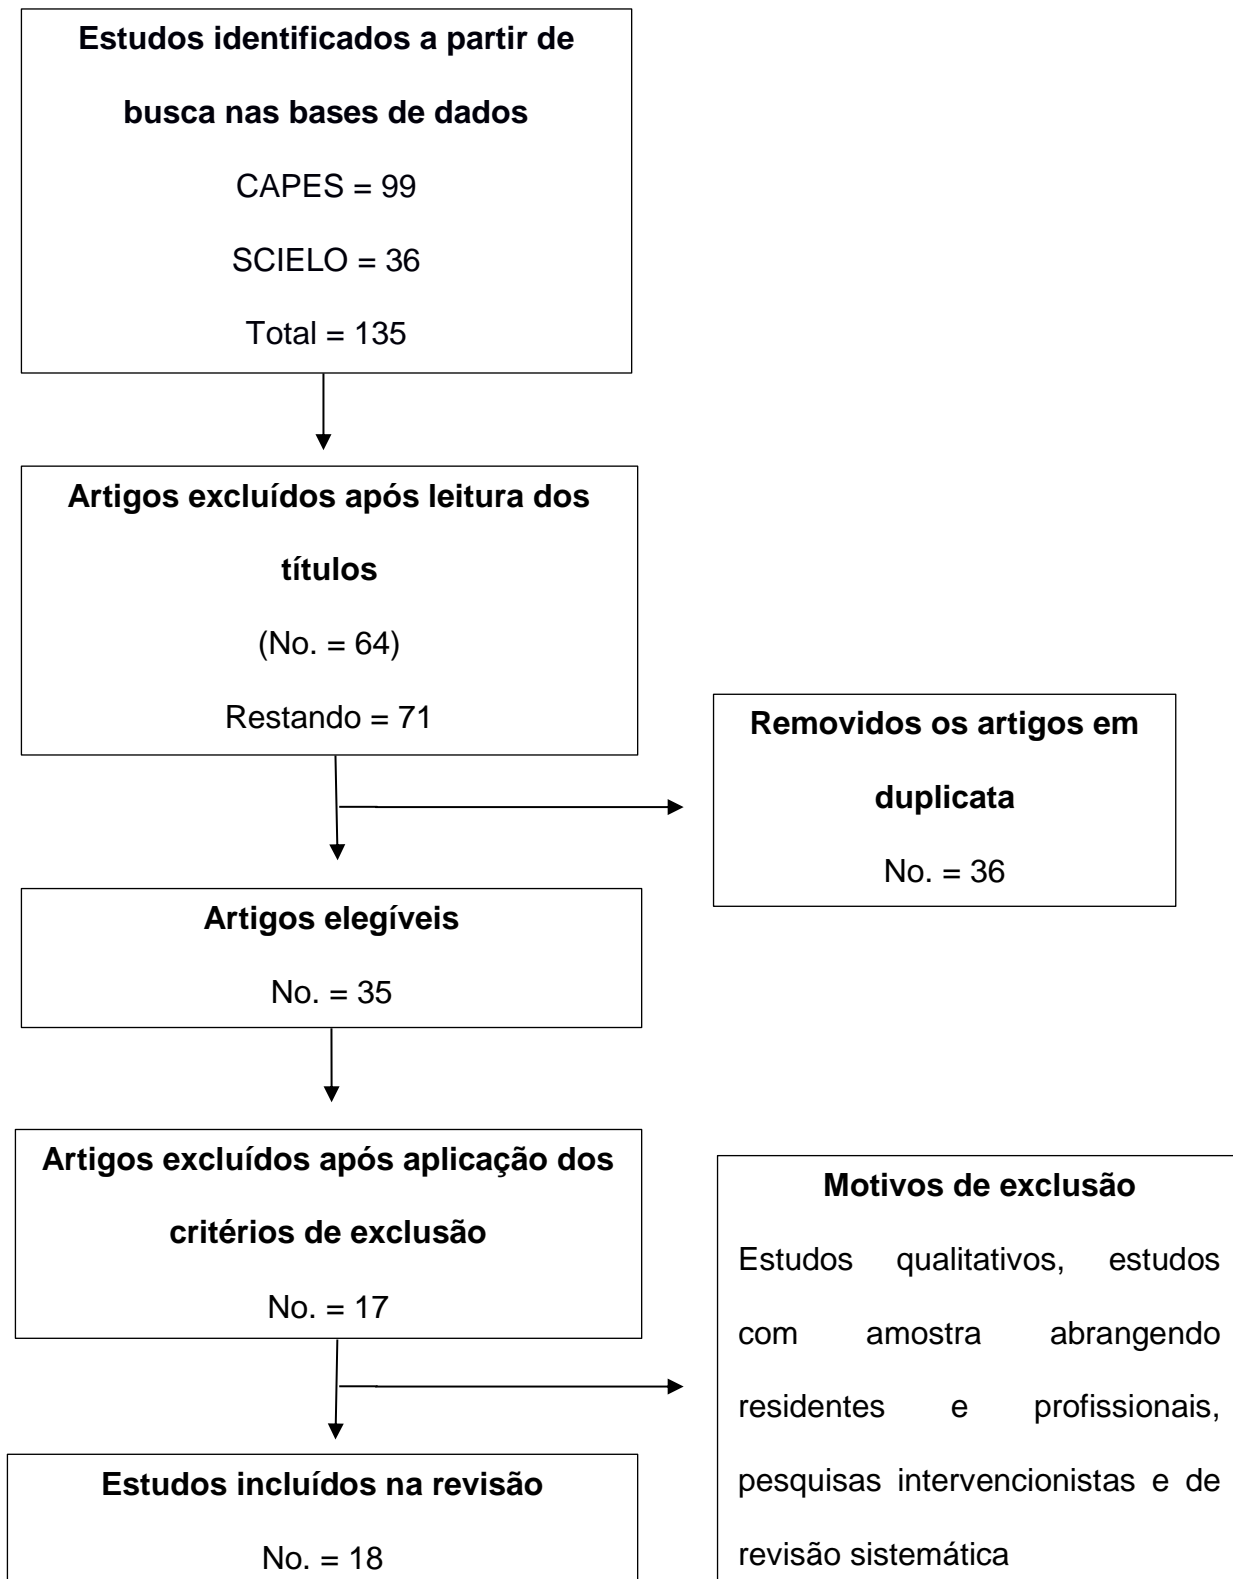 Estudos identificados a partir de
busca nas bases de dados
CAPES = 99
SCIELO = 36
Total = 135
Artigos excluídos após leitura dos
títulos
(No. = 64)
Restando = 71
Removidos os artigos em
duplicata
No. = 36
Artigos elegíveis
No. = 35
Artigos excluídos após aplicação dos
critérios de exclusão
No. = 17
Motivos de exclusão
Estudos qualitativos, estudos
com amostra abrangendo
residentes e profissionais,
pesquisas intervencionistas e de
revisão sistemática
Estudos incluídos na revisão
No. = 18